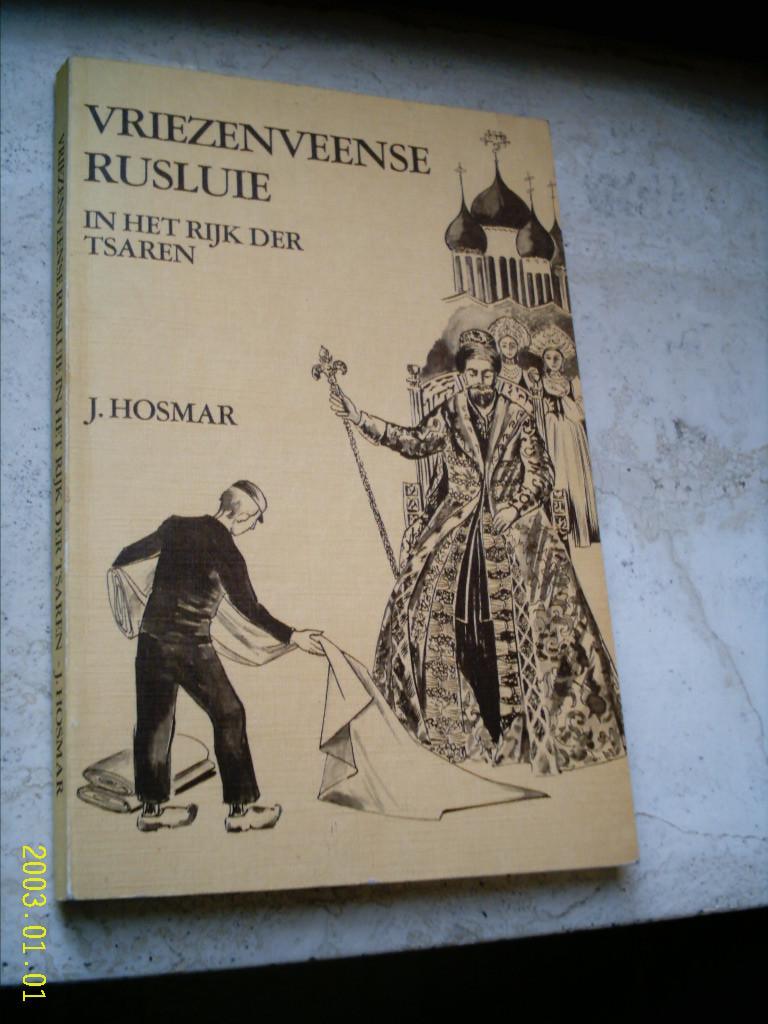 VRIEZENVEENSE
RUSLUIE
IN HET RIJK DER
TSAREN
J. HOSMAR
VRIEZENVEENSE RUSLUIE IN HET RIJK DER TSAREN - J. HOSMAR
2003.01.01